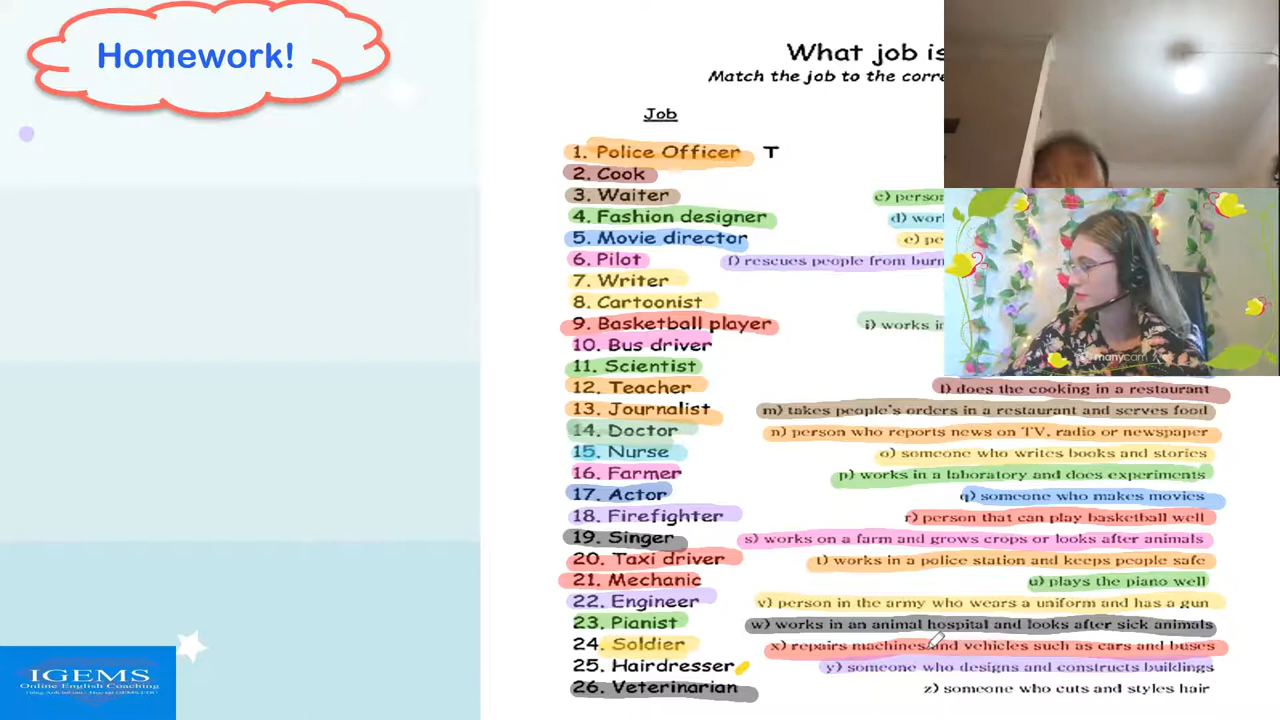 Homework!
What job is
Match the job to the corre
Job
1. Police Officer T
2. Cook
3. Waiter
c) person
4. Fashion designer
d) wor
5. Movie director
e) pe
6. Pilot
f) rescues people from burn
7. Writer
8. Cartoonist
9. Basketball player
i) works in
10. Bus driver
11. Scientist
12. Teacher
l) does the cooking in a restaurant
13. Journalist
m) takes people's orders in a restaurant and serves food
14. Doctor
n) person who reports news on TV, radio or newspaper
15. Nurse
o) someone who writes books and stories
16. Farmer
p) works in a laboratory and does experiments
17. Actor
q) someone who makes movies
18. Firefighter
r) person that can play basketball well
19. Singer
s) works on a farm and grows crops or looks after animals
20. Taxi driver
t) works in a police station and keeps people safe
21. Mechanic
u) plays the piano well
22. Engineer
v) person in the army who wears a uniform and has a gun
23. Pianist
w) works in an animal hospital and looks after sick animals
24. Soldier
x) repairs machines and vehicles such as cars and buses
25. Hairdresser
y) someone who designs and constructs buildings
26. Veterinarian
z) someone who cuts and styles hair
manycam
IGEMS
Online English Coaching